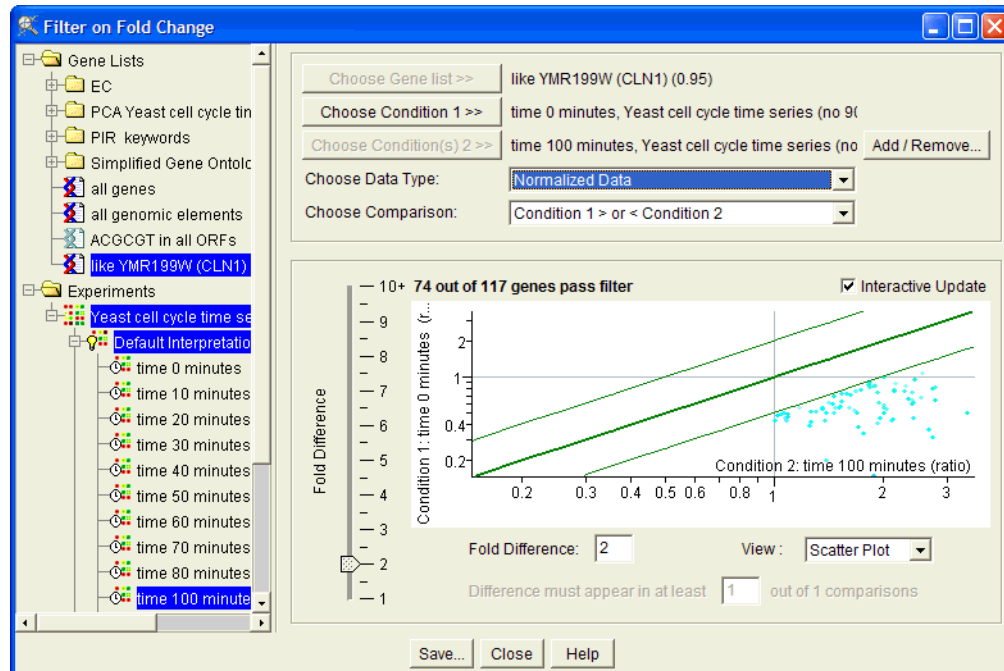 Filter on Fold Change
Gene Lists
EC
PCA Yeast cell cycle tin
PIR keywords
Simplified Gene Ontolo
all genes
all genomic elements
ACGCGT in all ORFs
like YMR199W (CLN1)
Experiments
Yeast cell cycle time se
Default Interpretatio
time 0 minutes
time 10 minutes
time 20 minutes
time 30 minutes
time 40 minutes
time 50 minutes
time 60 minutes
time 70 minutes
time 80 minutes
time 100 minute
Choose Gene list >> like YMR199W (CLN1) (0.95)
Choose Condition 1 >> time 0 minutes, Yeast cell cycle time series (no 90
Choose Condition(s) 2 >> time 100 minutes, Yeast cell cycle time series (no Add / Remove...
Choose Data Type: Normalized Data
Choose Comparison: Condition 1 > or < Condition 2
74 out of 117 genes pass filter
Interactive Update
Fold Difference
10+
9
8
7
6
5
4
3
2
1
Condition 1: time 0 minutes (r...
2
1
0.4
0.2
Condition 2: time 100 minutes (ratio)
0.2 0.3 0.4 0.5 0.6 0.8 1 2 3
Fold Difference: 2 View : Scatter Plot
Difference must appear in at least 1 out of 1 comparisons
Save... Close Help